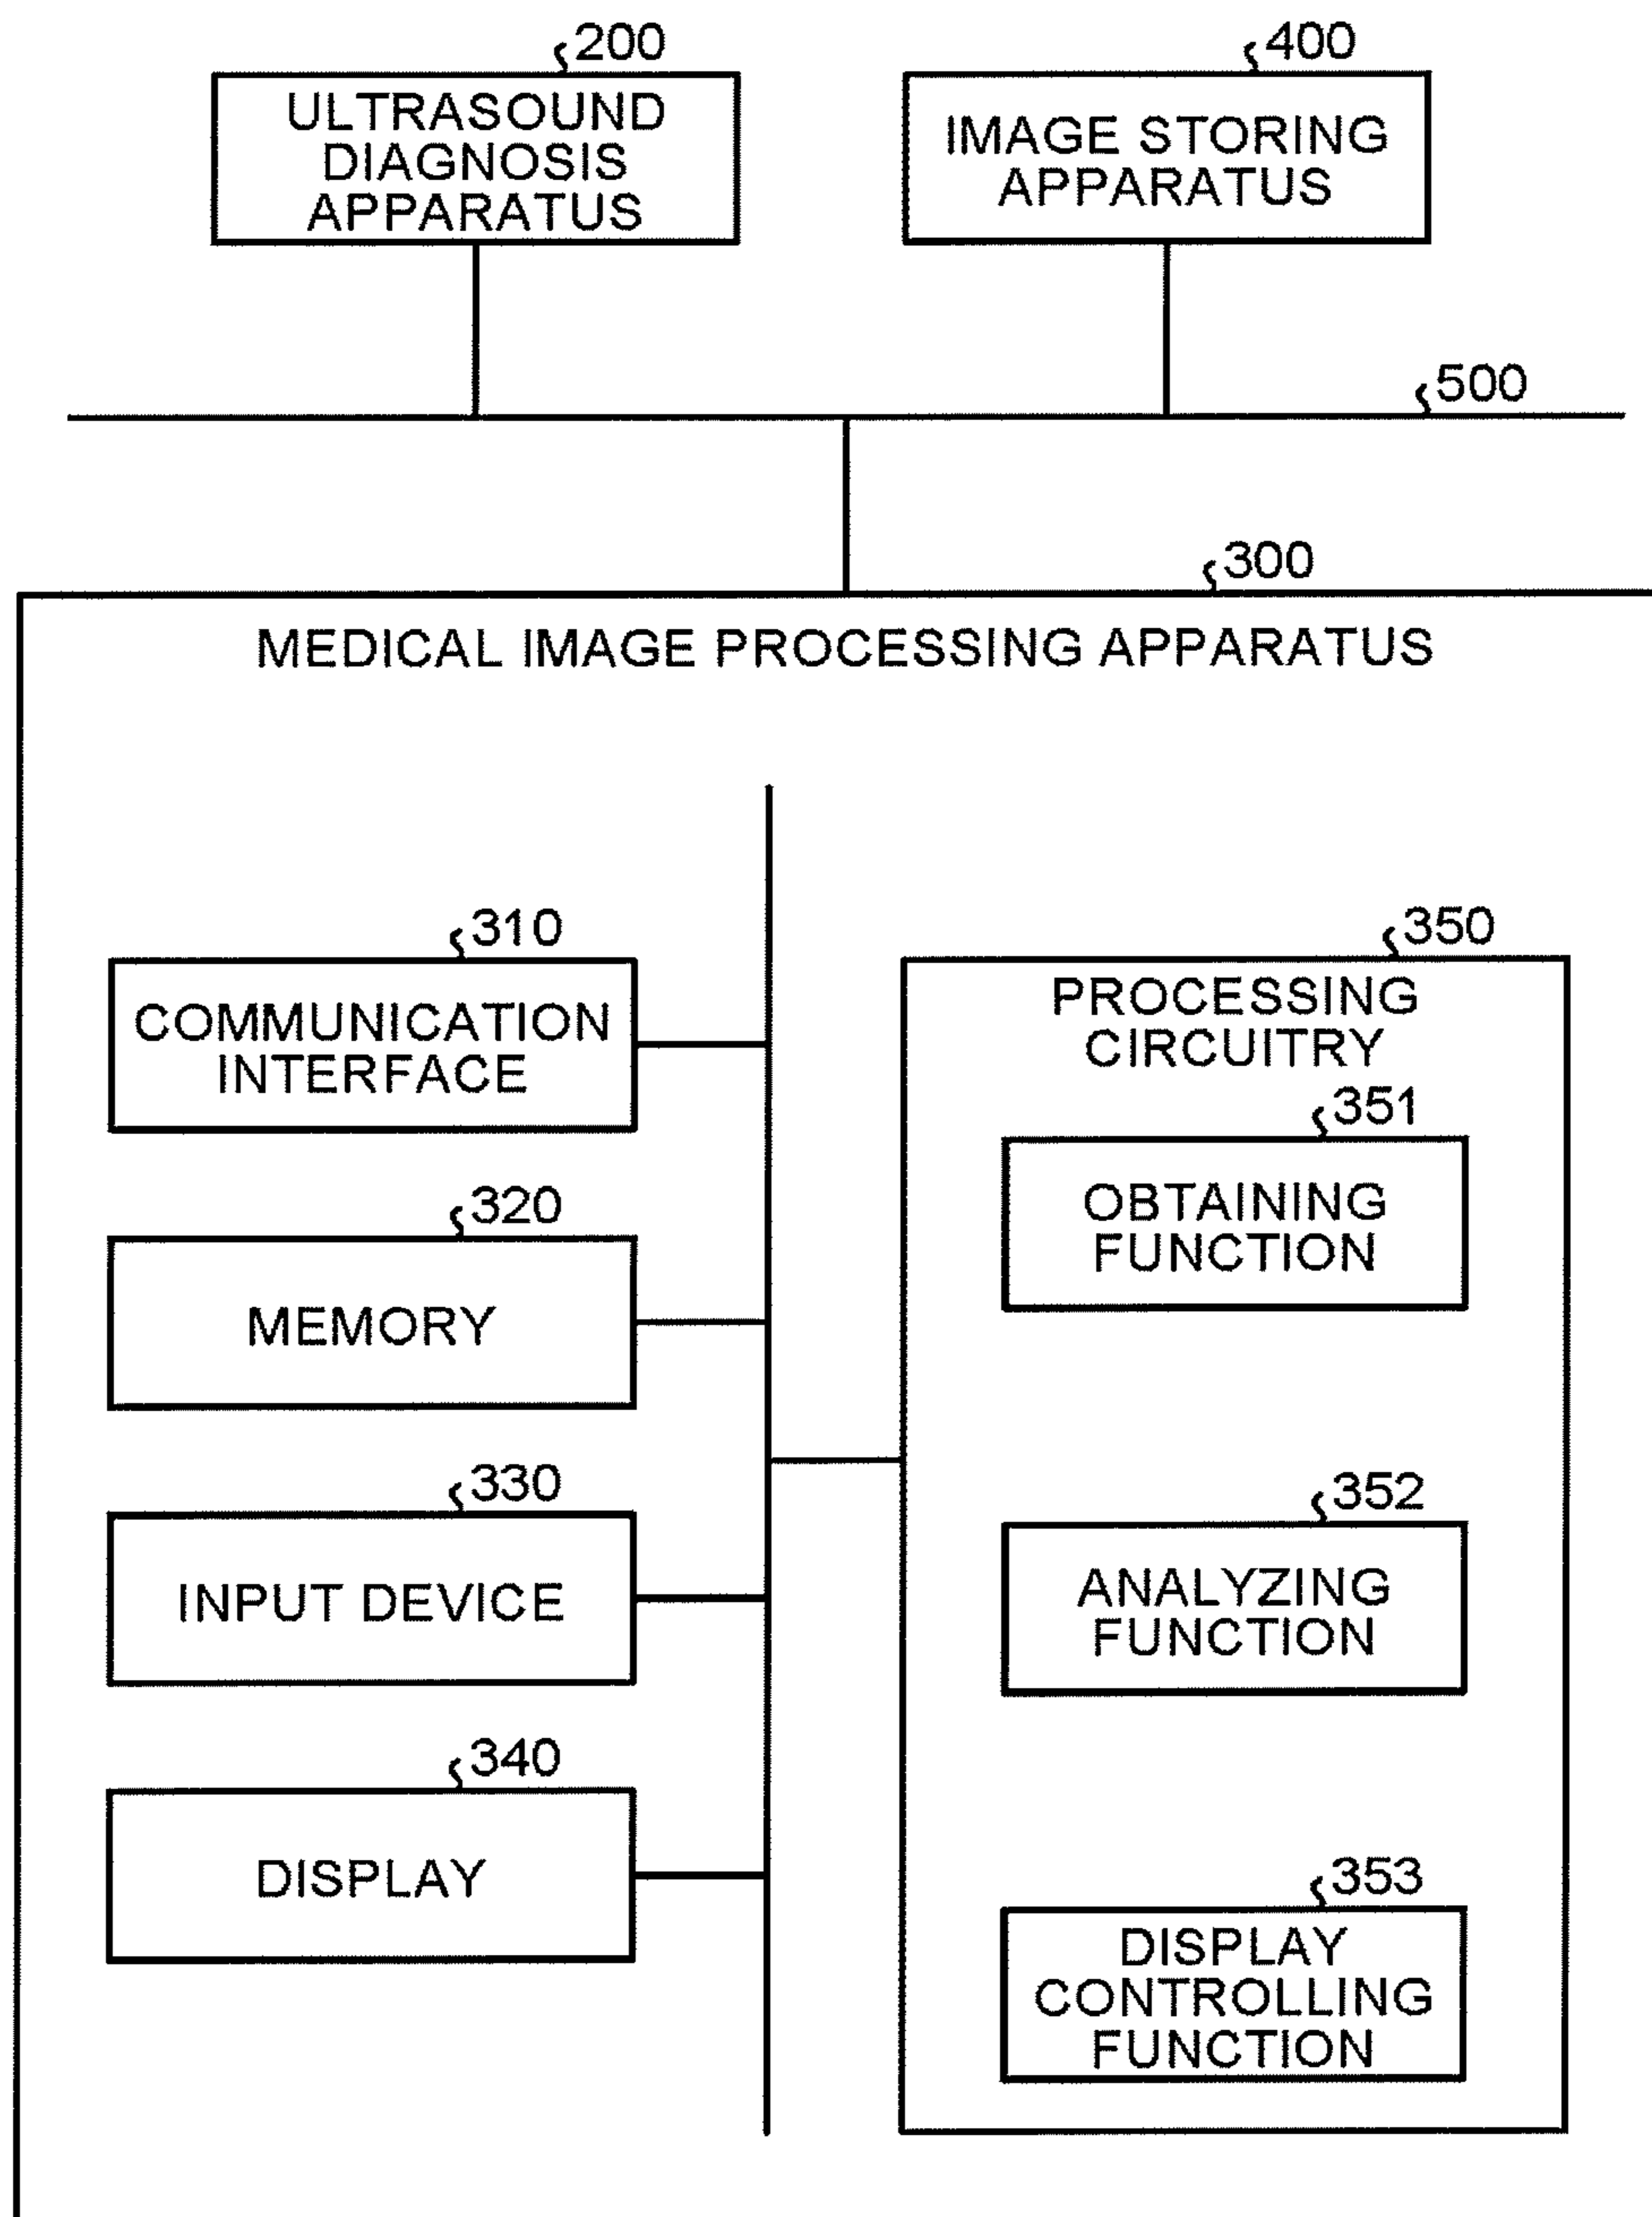 200
ULTRASOUND
DIAGNOSIS
APPARATUS
400
IMAGE STORING
APPARATUS
500
300
MEDICAL IMAGE PROCESSING APPARATUS
310
COMMUNICATION
INTERFACE
320
MEMORY
330
INPUT DEVICE
340
DISPLAY
350
PROCESSING
CIRCUITRY
351
OBTAINING
FUNCTION
352
ANALYZING
FUNCTION
353
DISPLAY
CONTROLLING
FUNCTION